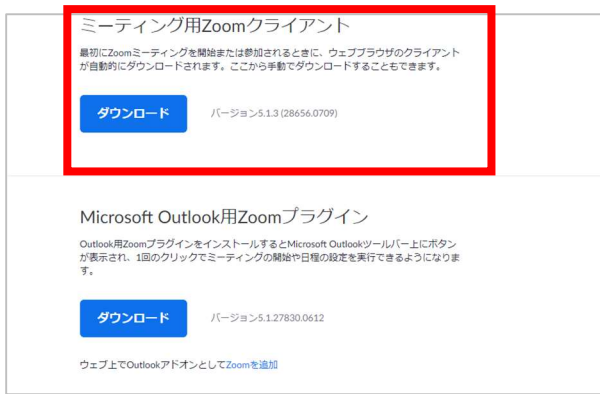 ミーティング用Zoomクライアント
最初にZoomミーティングを開始または参加されるときに、ウェブブラウザのクライアント
が自動的にダウンロードされます。ここから手動でダウンロードすることもできます。
ダウンロード バージョン5.1.3 (28656.0709)
Microsoft Outlook用Zoomプラグイン
Outlook用ZoomプラグインをインストールするとMicrosoft Outlookツールバー上にボタン
が表示され、1回のクリックでミーティングの開始や日程の設定を実行できるようになりま
す。
ダウンロード バージョン5.1.27830.0612
ウェブ上でOutlookアドオンとしてZoomを追加